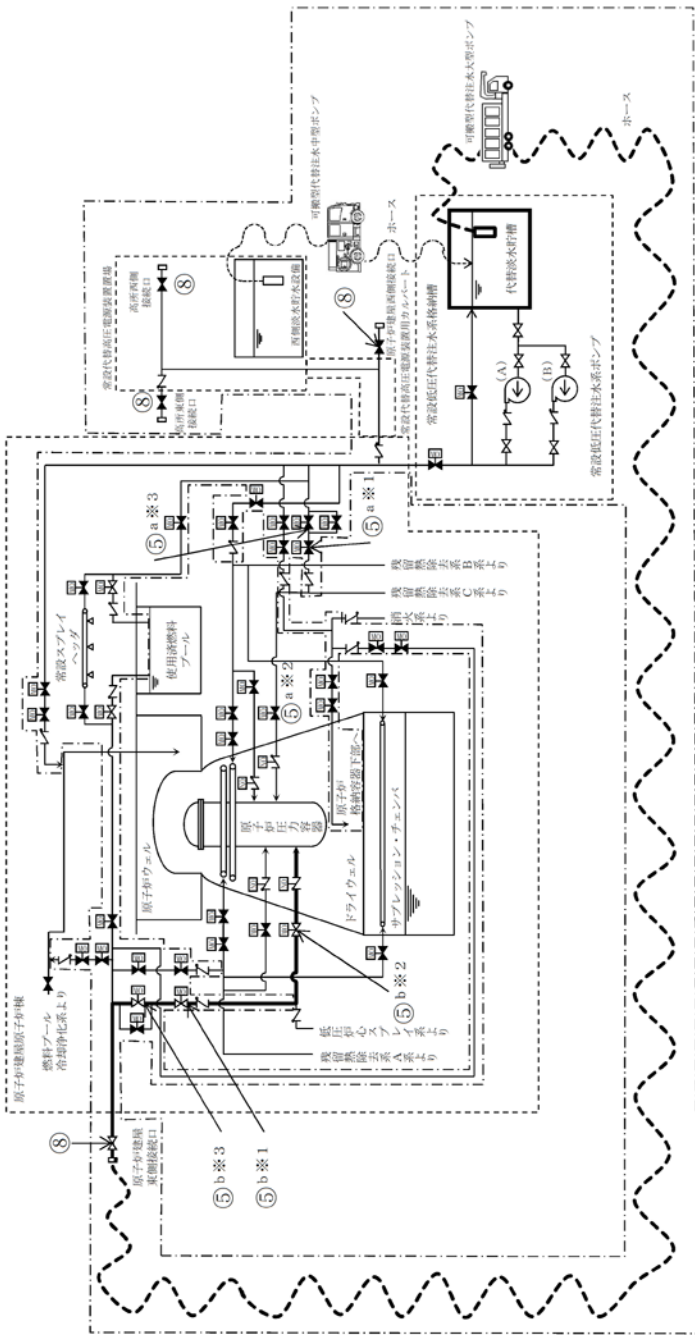 原子炉建屋原子炉棟
燃料プール
冷却浄化系より
⑧
原子炉建屋
東側接続口
⑤b※3
⑤b※1
⑤b※2
低圧炉心スプレイ系より
残留熱除去系A系より
原子炉ウェル
使用済燃料
プール
常設スプレイ
ヘッダ
原子炉圧力容器
ドライウェル
サプレッション・チェンバ
原子炉
格納容器下部へ
⑤a※2
⑤a※3
⑤a※1
残留熱除去系B系より
残留熱除去系C系より
消火系より
常設代替高圧電源装置置場
高所西側
接続口
⑧
⑧
高所東側
接続口
西側淡水貯水設備
可搬型代替注水中型ポンプ
ホース
⑧
原子炉建屋西側接続口
常設代替高圧電源装置用カルバート
常設低圧代替注水系格納槽
代替淡水貯槽
(A)
(B)
常設低圧代替注水系ポンプ
可搬型代替注水大型ポンプ
ホース